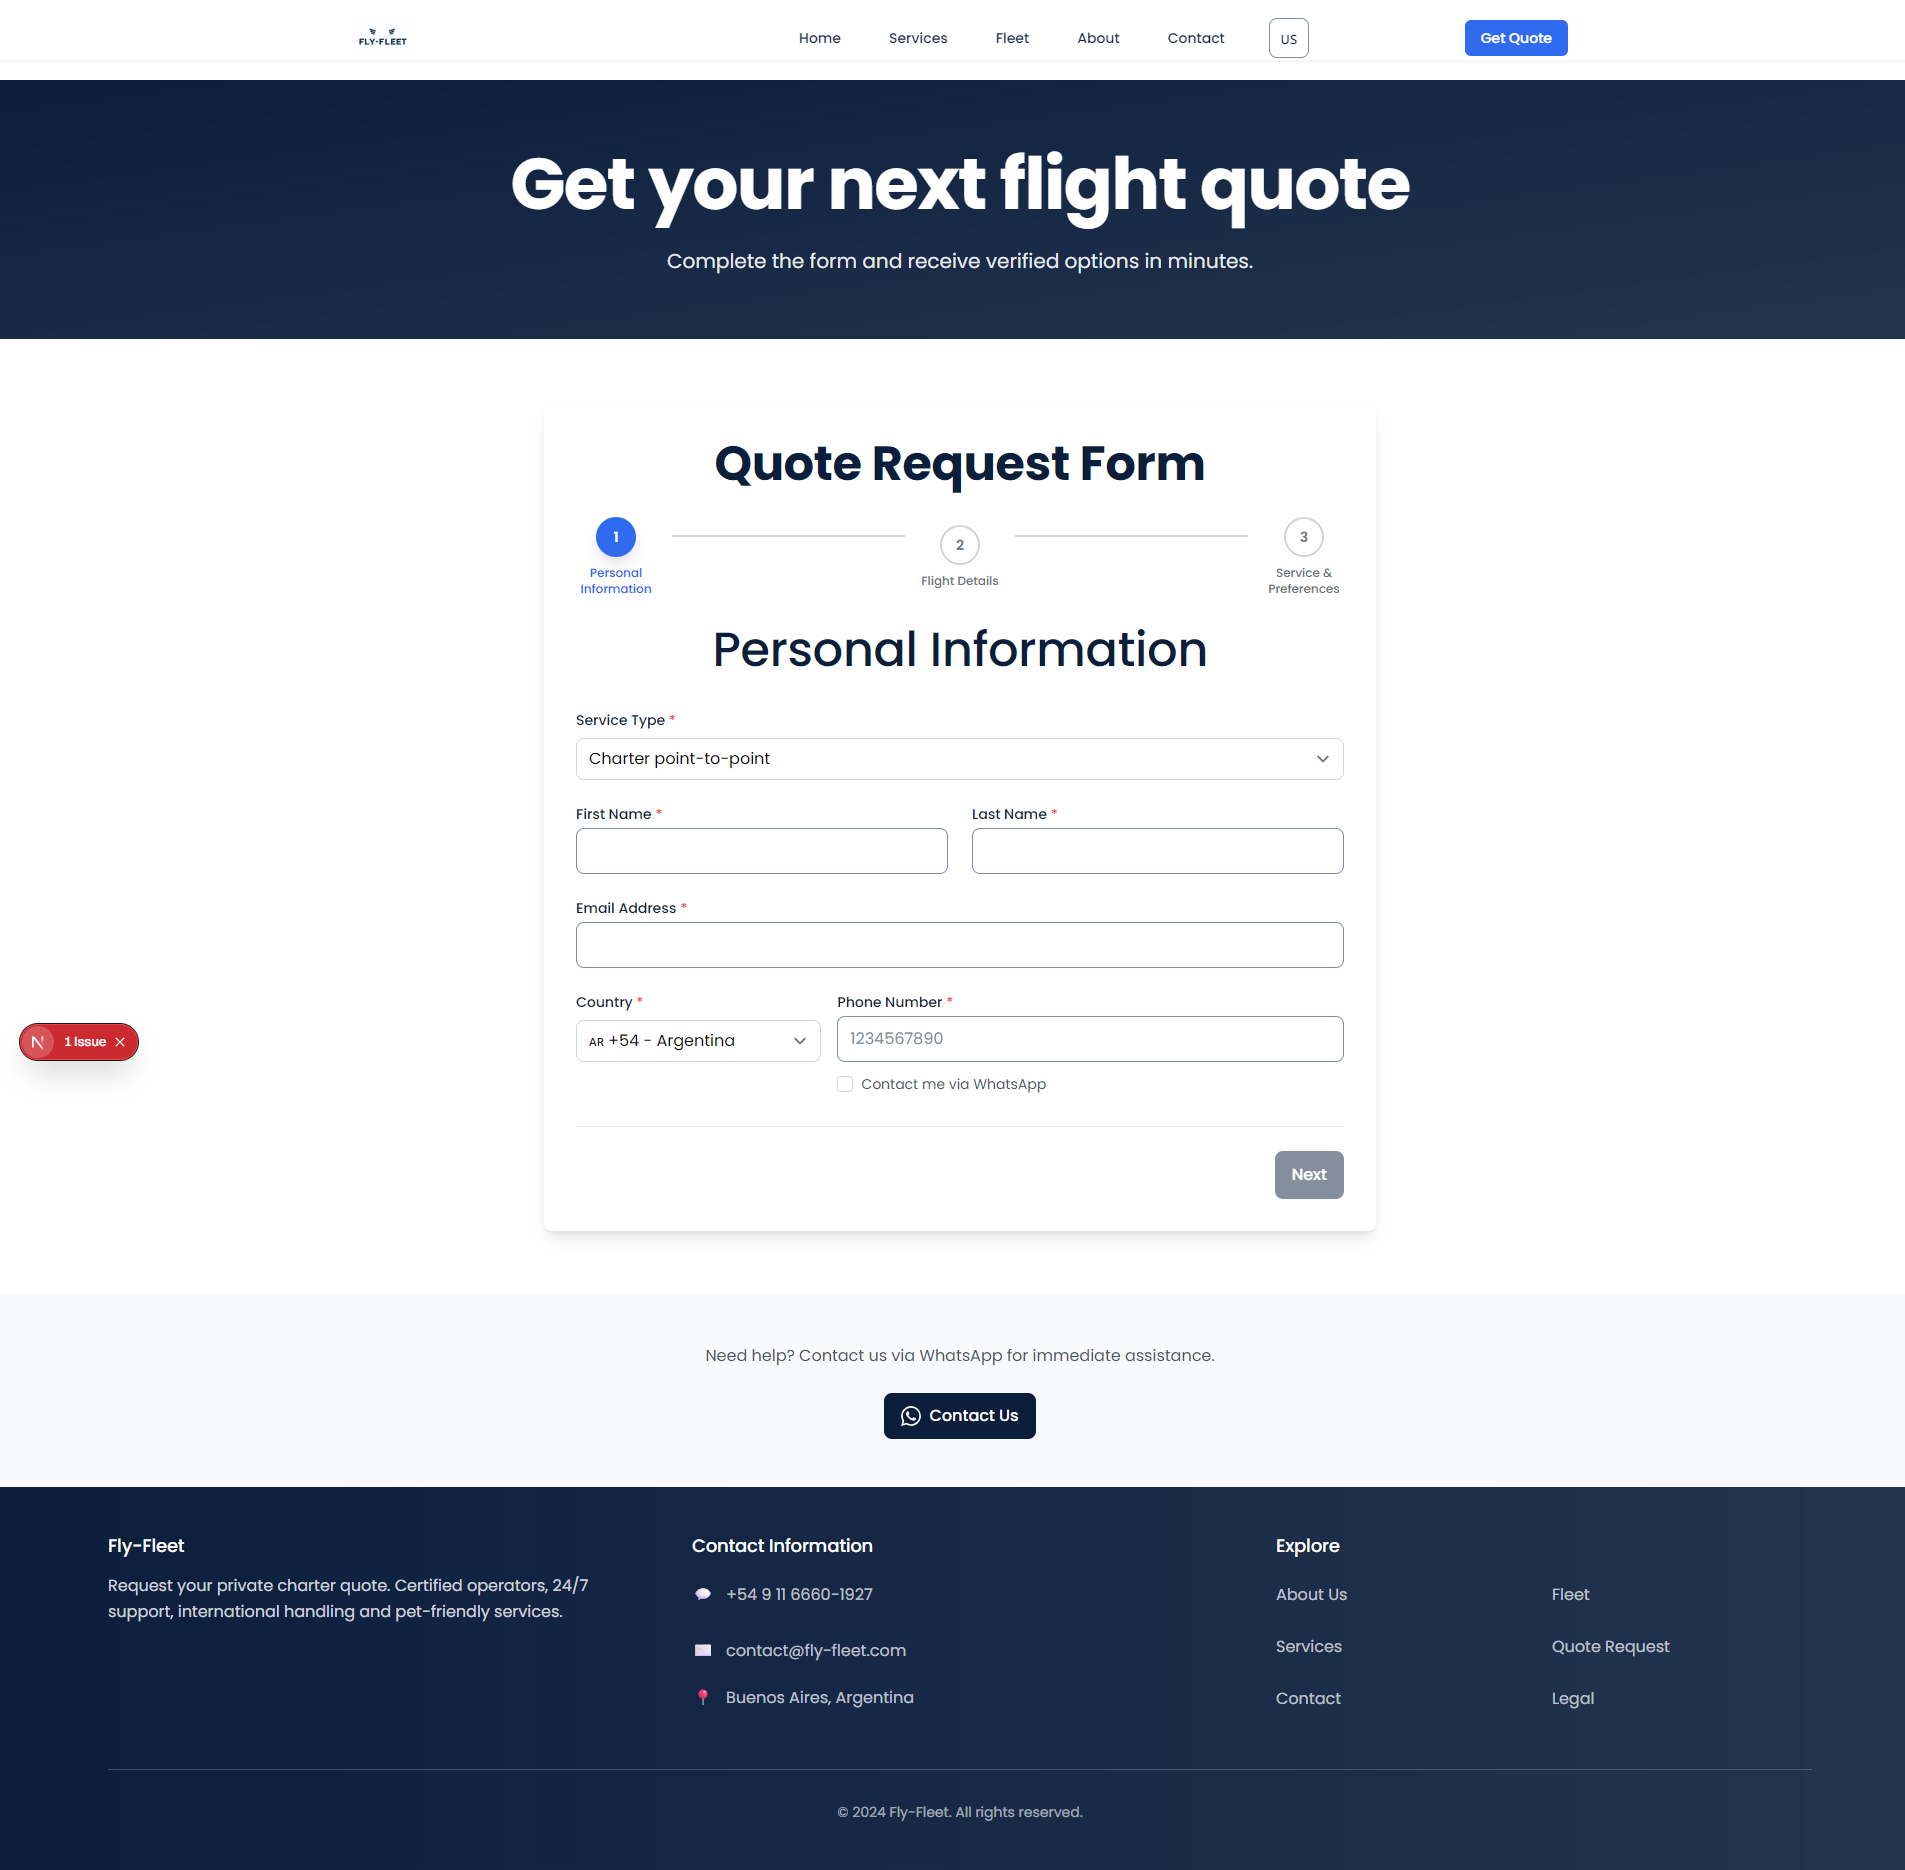 FLY-FLEET
Home
Services
Fleet
About
Contact
US
Get Quote
Get your next flight quote
Complete the form and receive verified options in minutes.
Quote Request Form
1
Personal
Information
2
Flight Details
3
Service &
Preferences
Personal Information
Service Type *
Charter point-to-point
First Name *
Last Name *
Email Address *
Country *
Phone Number *
AR +54 - Argentina
1234567890
Contact me via WhatsApp
N
1 Issue
Next
Need help? Contact us via WhatsApp for immediate assistance.
Contact Us
Fly-Fleet
Request your private charter quote. Certified operators, 24/7
support, international handling and pet-friendly services.
Contact Information
+54 9 11 6660-1927
contact@fly-fleet.com
Buenos Aires, Argentina
Explore
About Us
Fleet
Services
Quote Request
Contact
Legal
© 2024 Fly-Fleet. All rights reserved.